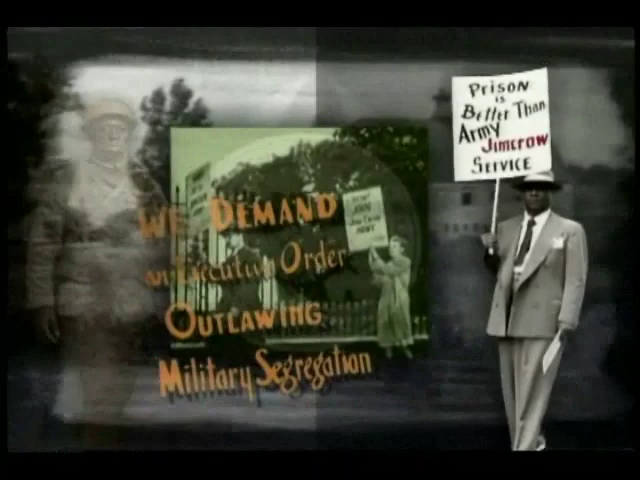 Prison
is
Better Than
Army
Jimcrow
SERVICE
WE DEMAND
an Executive Order
OUTLAWING
Military Segregation